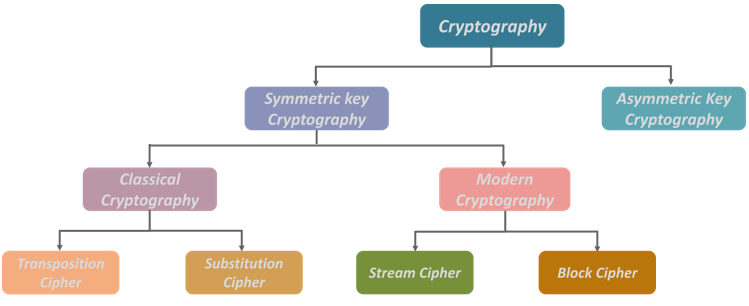 Cryptography
Symmetric key
Cryptography
Asymmetric Key
Cryptography
Classical
Cryptography
Modern
Cryptography
Transposition
Cipher
Substitution
Cipher
Stream Cipher
Block Cipher